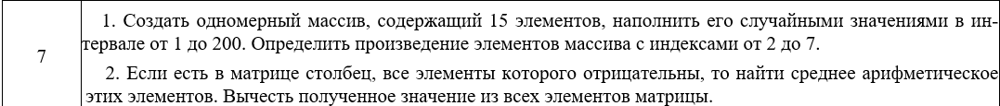 7
1. Создать одномерный массив, содержащий 15 элементов, наполнить его случайными значениями в ин-
тервале от 1 до 200. Определить произведение элементов массива с индексами от 2 до 7.
2. Если есть в матрице столбец, все элементы которого отрицательны, то найти среднее арифметическое
этих элементов. Вычесть полученное значение из всех элементов матрицы.